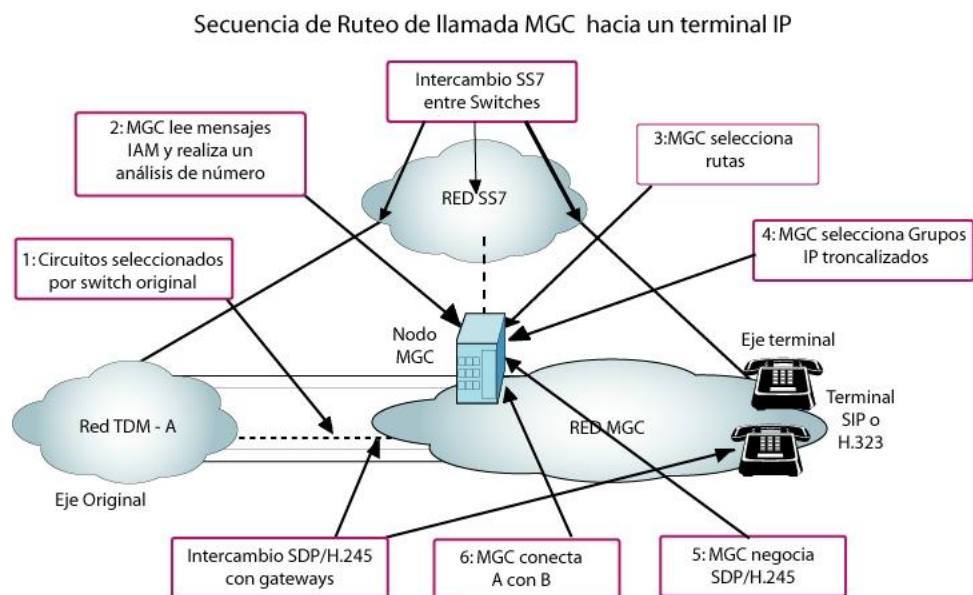 Secuencia de Ruteo de llamada MGC hacia un terminal IP
Intercambio SS7
entre Switches
2: MGC lee mensajes
IAM y realiza un
análisis de número
3:MGC selecciona
rutas
RED SS7
1: Circuitos seleccionados
por switch original
4: MGC selecciona Grupos
IP troncalizados
Nodo
MGC
Eje terminal
Red TDM - A
RED MGC
Terminal
SIP o
H.323
Eje Original
Intercambio SDP/H.245
con gateways
6: MGC conecta
A con B
5: MGC negocia
SDP/H.245